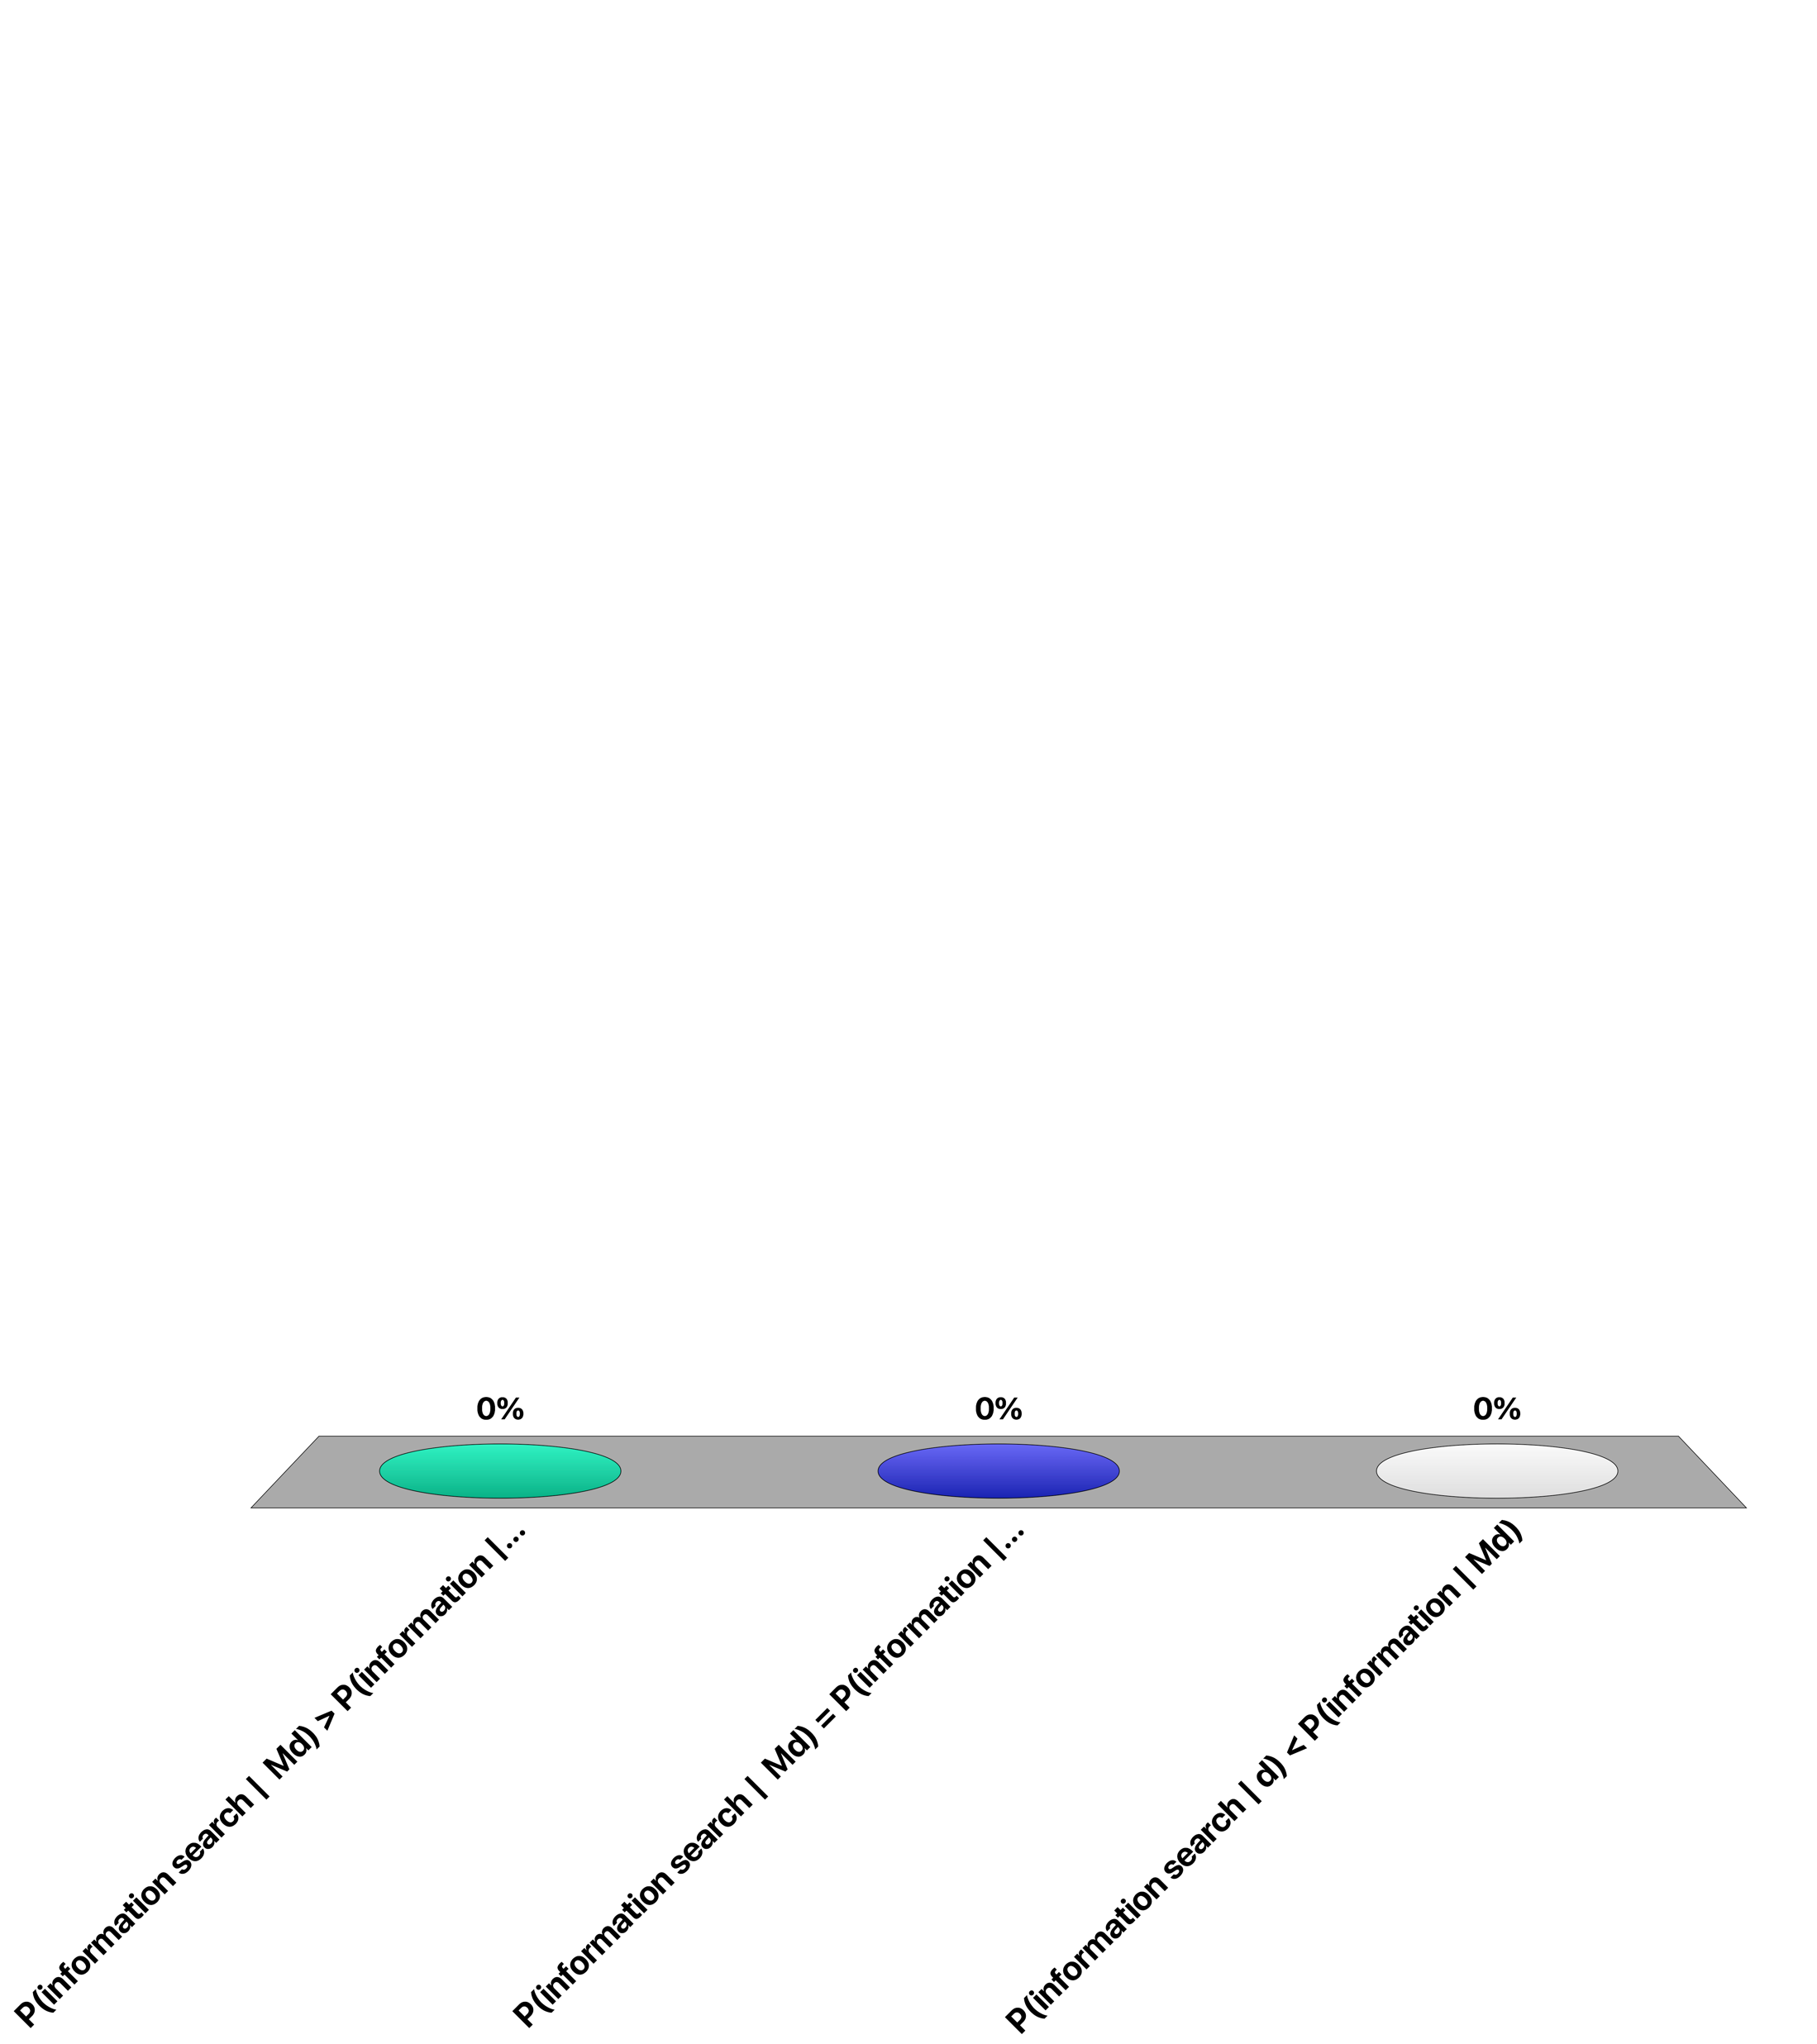 0%
0%
0%
P(information search | Md) > P(information |...
P(information search | Md) = P(information |...
P(information search | d) < P(information | Md)